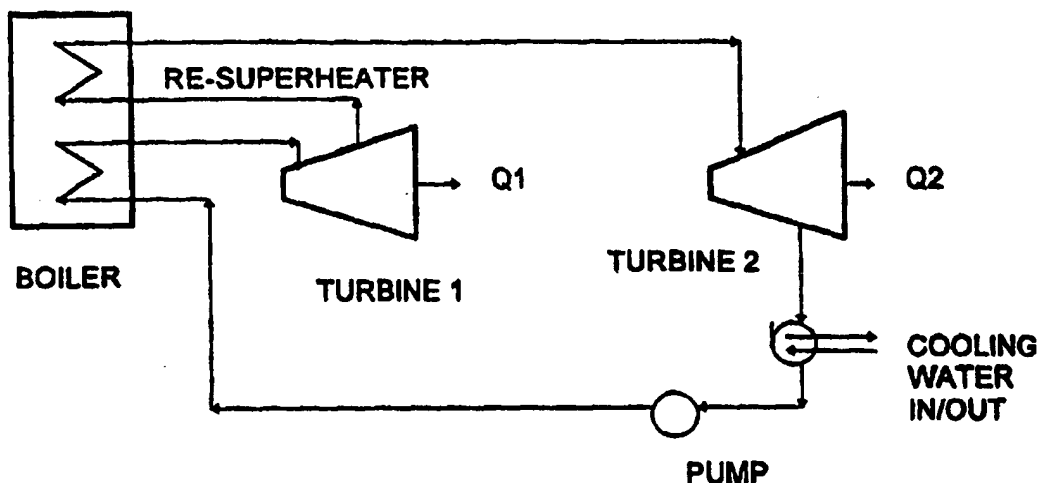 RE-SUPERHEATER
Q1
Q2
BOILER
TURBINE 1
TURBINE 2
COOLING
WATER
IN/OUT
PUMP